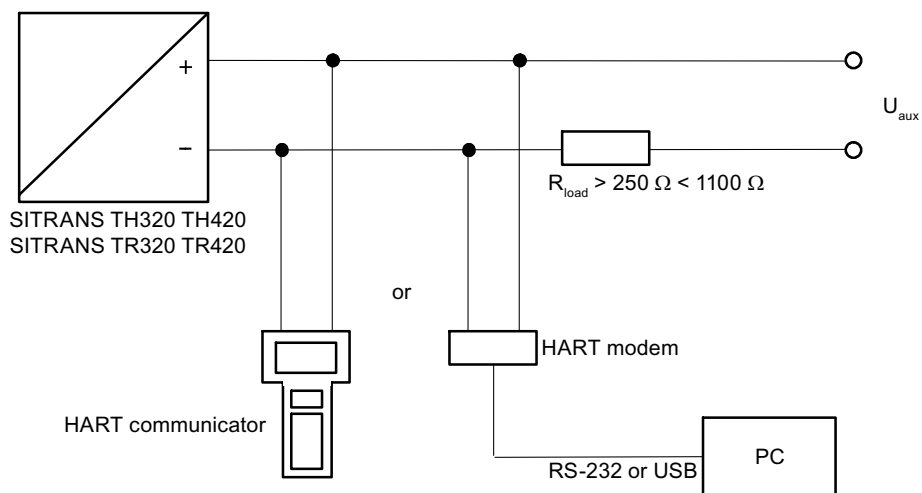 +
U_aux
−
R_load > 250 Ω < 1100 Ω
SITRANS TH320 TH420
SITRANS TR320 TR420
or
HART modem
HART communicator
RS-232 or USB
PC